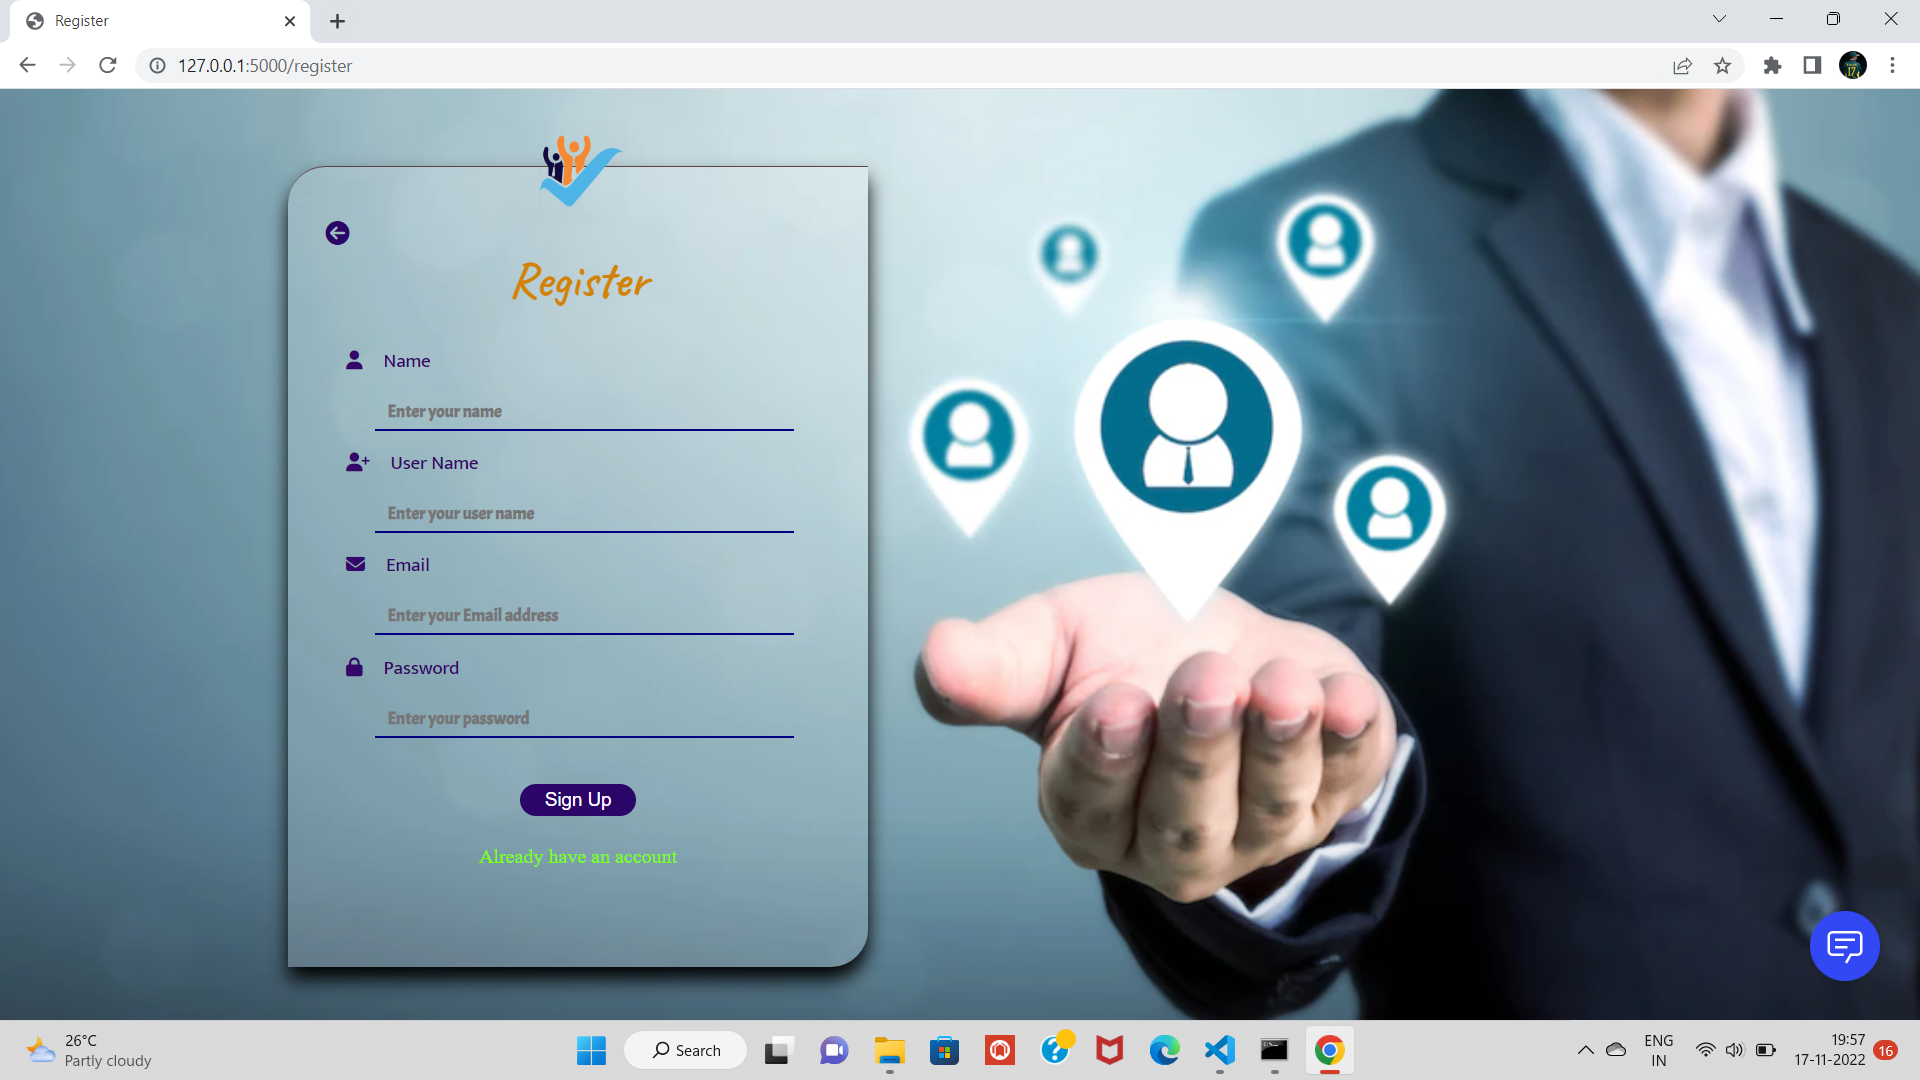 Register
127.0.0.1:5000/register
Register
Name
Enter your name
User Name
Enter your user name
Email
Enter your Email address
Password
Enter your password
Sign Up
Already have an account
26°C
Partly cloudy
Search
ENG
IN
19:57
17-11-2022
16